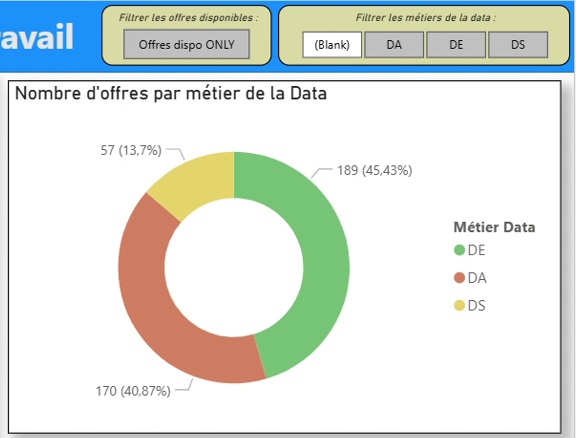 Filtrer les offres disponibles :
Filtrer les métiers de la data :
avail
Offres dispo ONLY
(Blank)
DA
DE
DS
Nombre d'offres par métier de la Data
57 (13,7%)
189 (45,43%)
Métier Data
DE
DA
DS
170 (40,87%)